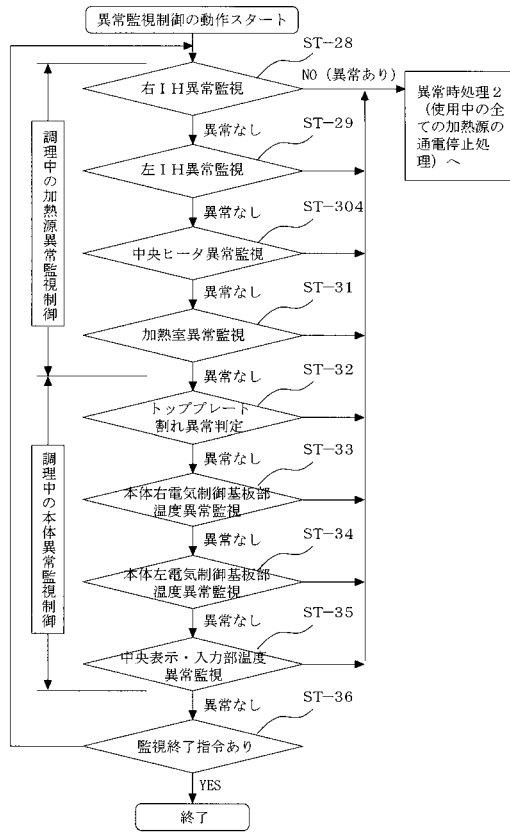 異常監視制御の動作スタート
ST－28
右ＩＨ異常監視
NO（異常あり）
異常時処理２
（使用中の全
ての加熱源の
通電停止処
理）へ
異常なし
ST－29
左ＩＨ異常監視
異常なし
ST－304
中央ヒータ異常監視
異常なし
ST－31
加熱室異常監視
異常なし
調理中の加熱源異常監視制御
ST－32
トッププレート
割れ異常判定
異常なし
ST－33
本体右電気制御基板部
温度異常監視
異常なし
ST－34
本体左電気制御基板部
温度異常監視
異常なし
ST－35
中央表示・入力部温度
異常監視
調理中の本体異常監視制御
異常なし
ST－36
監視終了指令あり
YES
終了